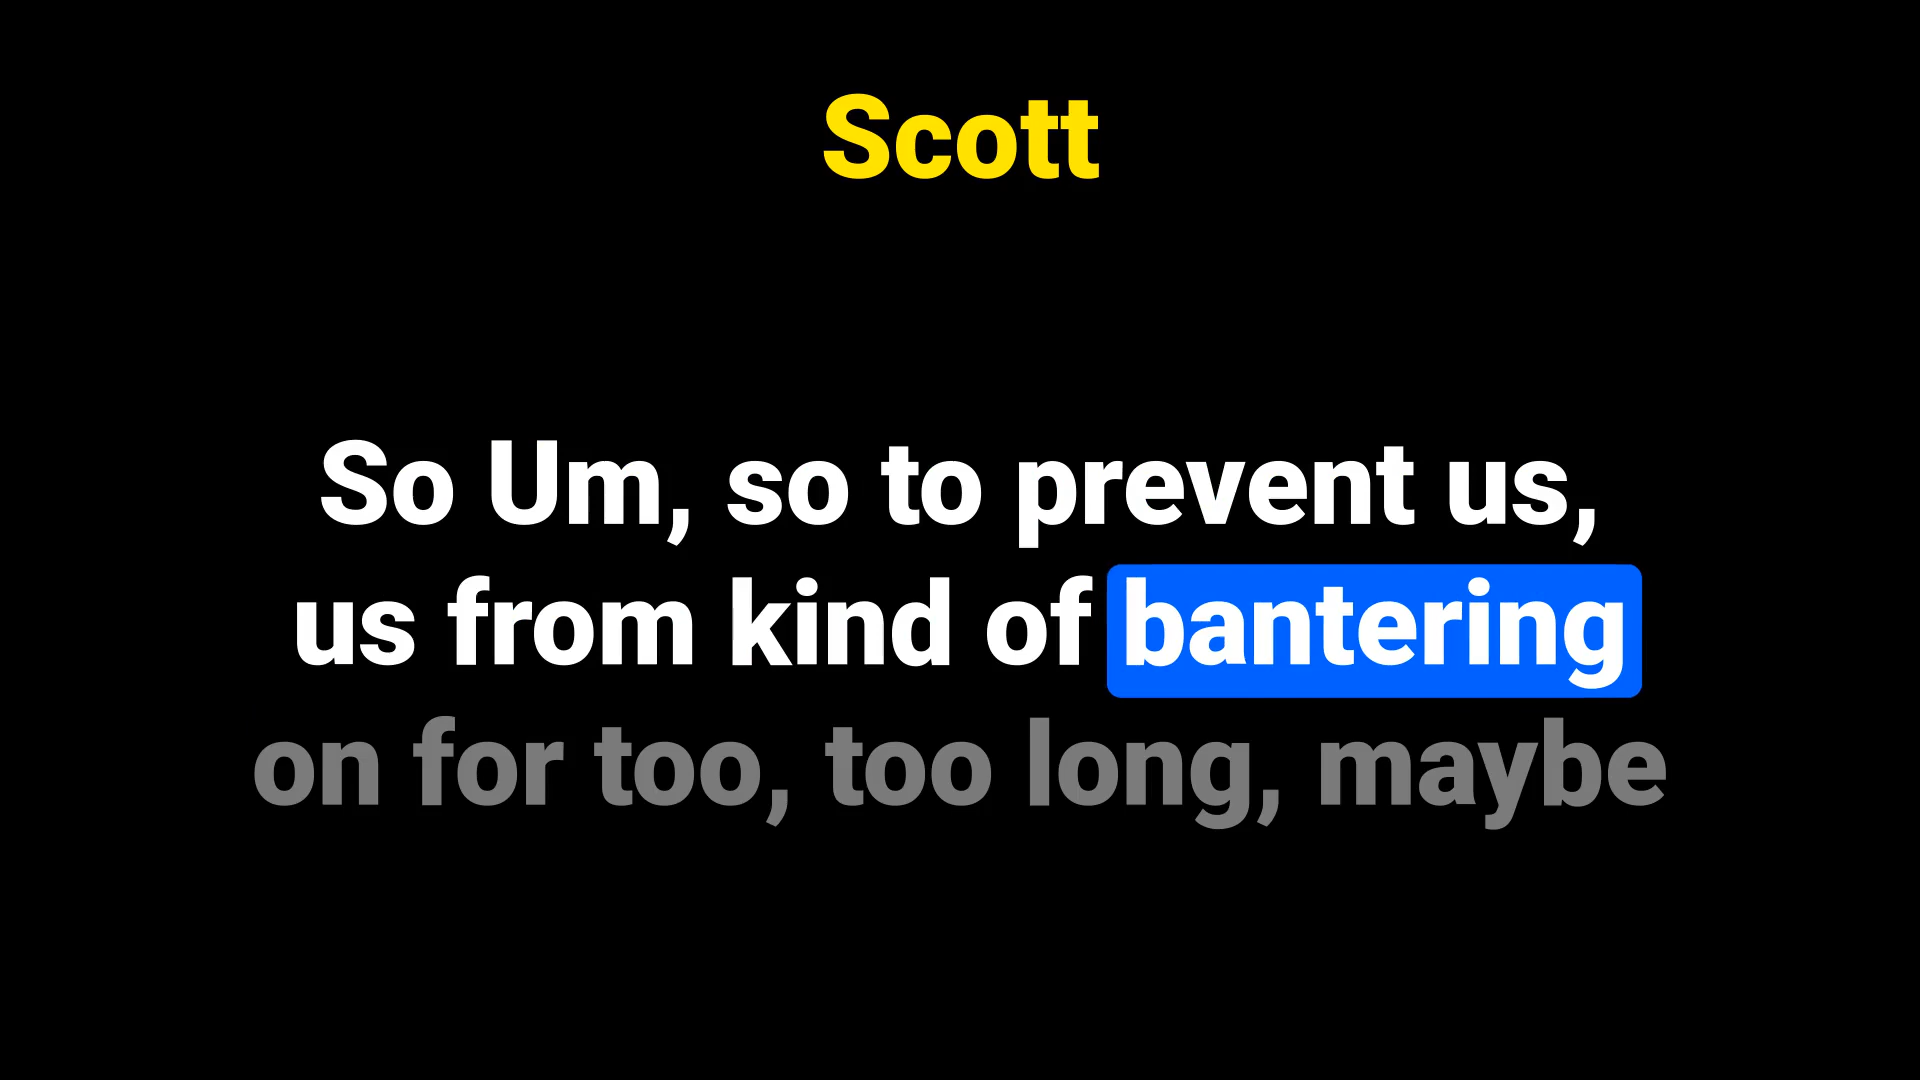 Scott
So Um, so to prevent us,
us from kind of bantering
on for too, too long, maybe